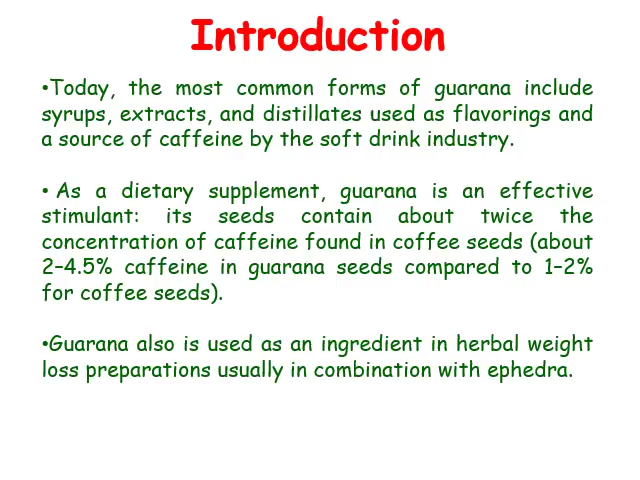 Introduction
•Today, the most common forms of guarana include
syrups, extracts, and distillates used as flavorings and
a source of caffeine by the soft drink industry.
• As a dietary supplement, guarana is an effective
stimulant: its seeds contain about twice the
concentration of caffeine found in coffee seeds (about
2–4.5% caffeine in guarana seeds compared to 1–2%
for coffee seeds).
•Guarana also is used as an ingredient in herbal weight
loss preparations usually in combination with ephedra.